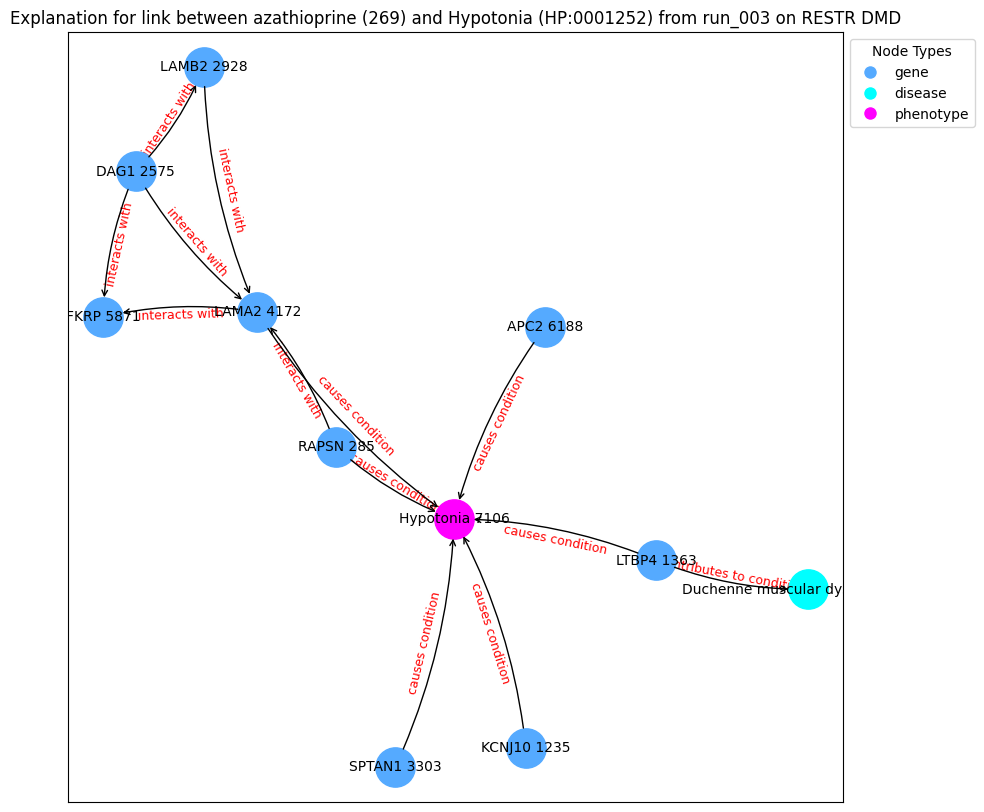 Explanation for link between azathioprine (269) and Hypotonia (HP:0001252) from run_003 on RESTR DMD
Node Types
gene
disease
phenotype
LAMB2 2928
interacts with
DAG1 2575
interacts with
interacts with
interacts with
FKRP 5871
interacts with
LAMA2 4172
APC2 6188
interacts with
causes condition
causes condition
RAPSN 285
causes condition
Hypotonia 7106
causes condition
LTBP4 1363
tributes to conditi
Duchenne muscular dy
causes condition
causes condition
KCNJ10 1235
SPTAN1 3303